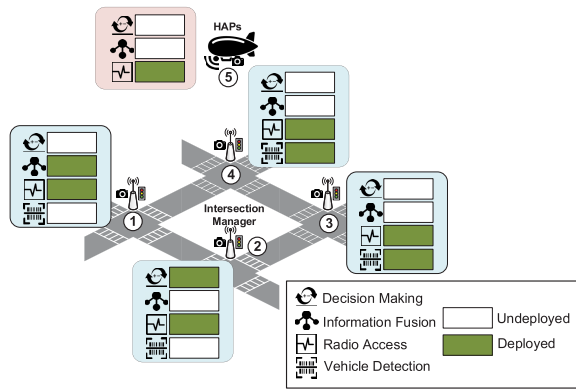 HAPs
5
4
1
Intersection
Manager
3
2
Decision Making
Information Fusion
Radio Access
Vehicle Detection
Undeployed
Deployed